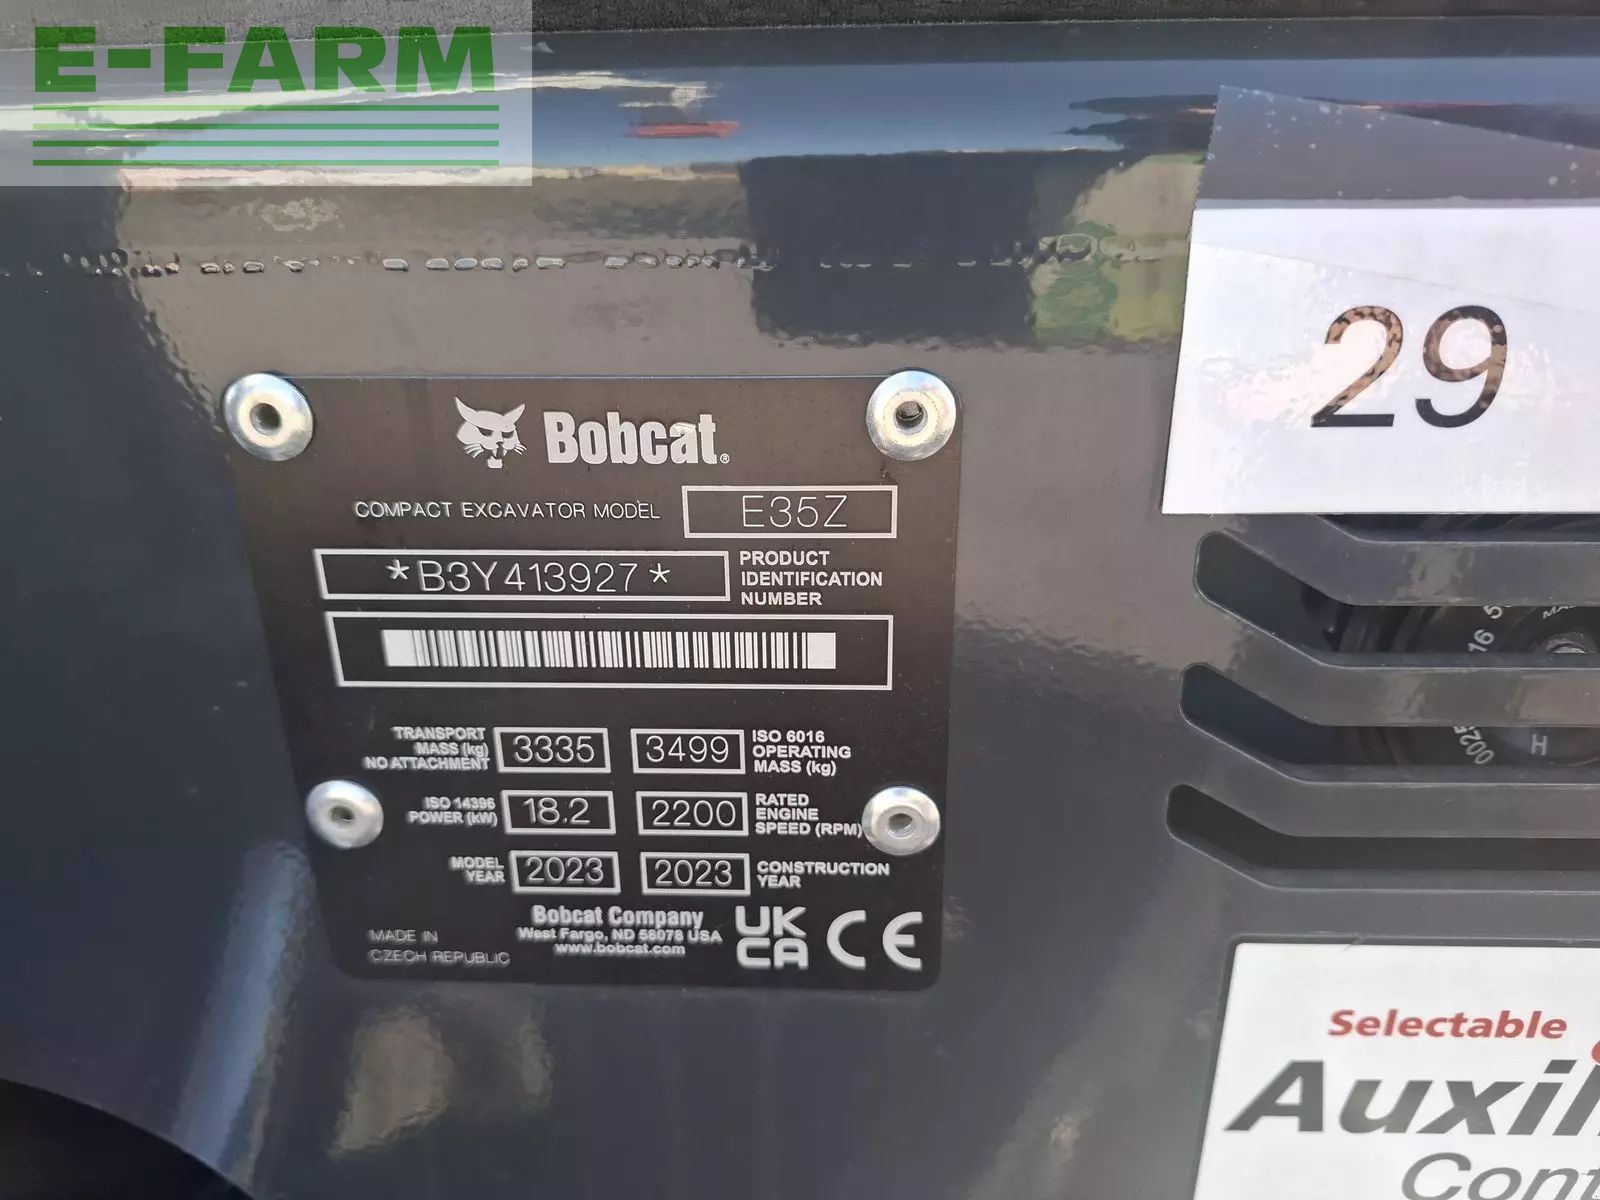 E-FARM
29
Bobcat®
COMPACT EXCAVATOR MODEL E35Z
*B3Y413927* PRODUCT IDENTIFICATION NUMBER
TRANSPORT MASS (kg) NO ATTACHMENT 3335
3499 ISO 6016 OPERATING MASS (kg)
ISO 14396 POWER (kW) 18.2
2200 RATED ENGINE SPEED (RPM)
MODEL YEAR 2023
2023 CONSTRUCTION YEAR
MADE IN
CZECH REPUBLIC
Bobcat Company
West Fargo, ND 58078 USA
www.bobcat.com
UK
CA
CE
16
H
Selectable